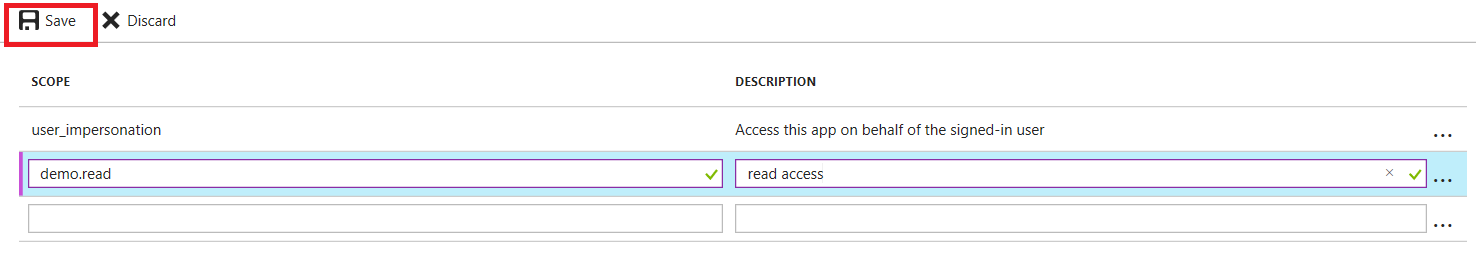 Save Discard
SCOPE DESCRIPTION
user_impersonation Access this app on behalf of the signed-in user ...
demo.read read access ...
...